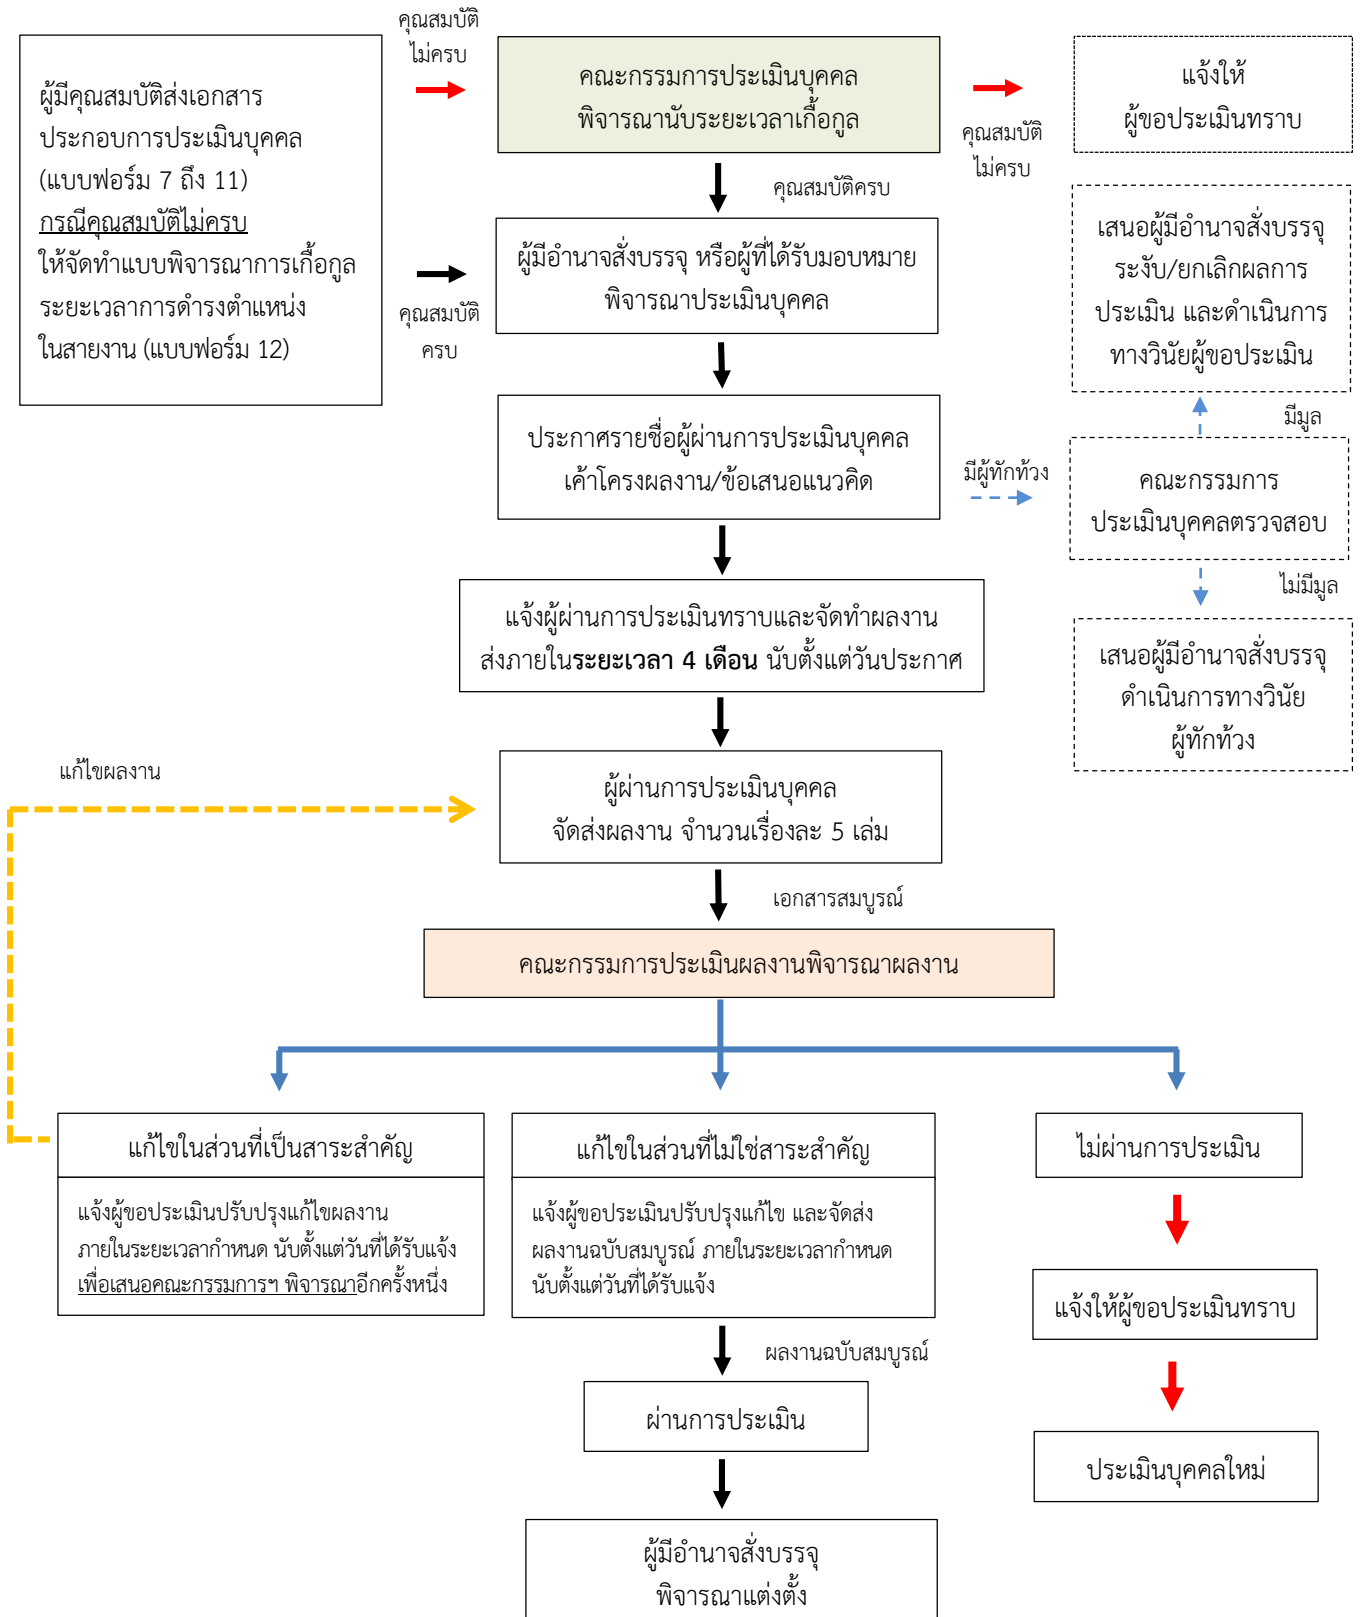 ผู้มีคุณสมบัติส่งเอกสาร
ประกอบการประเมินบุคคล
(แบบฟอร์ม 7 ถึง 11)
กรณีคุณสมบัติไม่ครบ
ให้จัดทำแบบพิจารณาการเกื้อกูล
ระยะเวลาการดำรงตำแหน่ง
ในสายงาน (แบบฟอร์ม 12)
คุณสมบัติ
ไม่ครบ
คณะกรรมการประเมินบุคคล
พิจารณานับระยะเวลาเกื้อกูล
คุณสมบัติ
ไม่ครบ
แจ้งให้
ผู้ขอประเมินทราบ
คุณสมบัติครบ
คุณสมบัติ
ครบ
ผู้มีอำนาจสั่งบรรจุ หรือผู้ที่ได้รับมอบหมาย
พิจารณาประเมินบุคคล
เสนอผู้มีอำนาจสั่งบรรจุ
ระงับ/ยกเลิกผลการ
ประเมิน และดำเนินการ
ทางวินัยผู้ขอประเมิน
มีมูล
ประกาศรายชื่อผู้ผ่านการประเมินบุคคล
เค้าโครงผลงาน/ข้อเสนอแนวคิด
มีผู้ทักท้วง
คณะกรรมการ
ประเมินบุคคลตรวจสอบ
ไม่มีมูล
แจ้งผู้ผ่านการประเมินทราบและจัดทำผลงาน
ส่งภายในระยะเวลา 4 เดือน นับตั้งแต่วันประกาศ
เสนอผู้มีอำนาจสั่งบรรจุ
ดำเนินการทางวินัย
ผู้ทักท้วง
แก้ไขผลงาน
ผู้ผ่านการประเมินบุคคล
จัดส่งผลงาน จำนวนเรื่องละ 5 เล่ม
เอกสารสมบูรณ์
คณะกรรมการประเมินผลงานพิจารณาผลงาน
แก้ไขในส่วนที่เป็นสาระสำคัญ
แจ้งผู้ขอประเมินปรับปรุงแก้ไขผลงาน
ภายในระยะเวลากำหนด นับตั้งแต่วันที่ได้รับแจ้ง
เพื่อเสนอคณะกรรมการฯ พิจารณาอีกครั้งหนึ่ง
แก้ไขในส่วนที่ไม่ใช่สาระสำคัญ
แจ้งผู้ขอประเมินปรับปรุงแก้ไข และจัดส่ง
ผลงานฉบับสมบูรณ์ ภายในระยะเวลากำหนด
นับตั้งแต่วันที่ได้รับแจ้ง
ผลงานฉบับสมบูรณ์
ผ่านการประเมิน
ผู้มีอำนาจสั่งบรรจุ
พิจารณาแต่งตั้ง
ไม่ผ่านการประเมิน
แจ้งให้ผู้ขอประเมินทราบ
ประเมินบุคคลใหม่